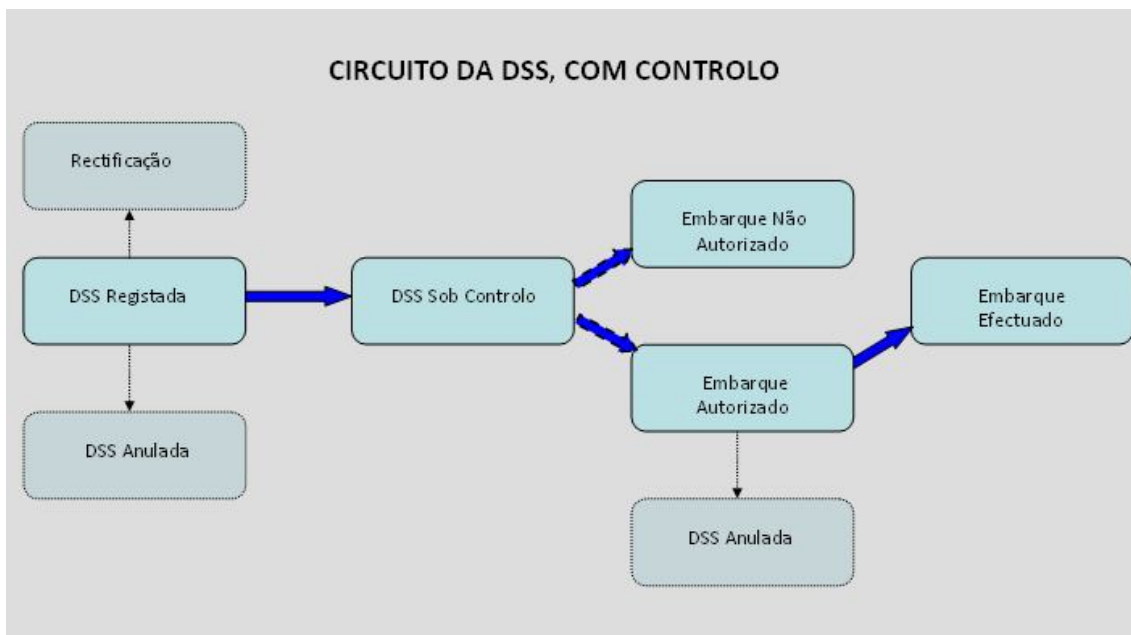 CIRCUITO DA DSS, COM CONTROLO
Rectificação
DSS Registada
DSS Anulada
DSS Sob Controlo
Embarque Não
Autorizado
Embarque
Autorizado
DSS Anulada
Embarque
Efectuado